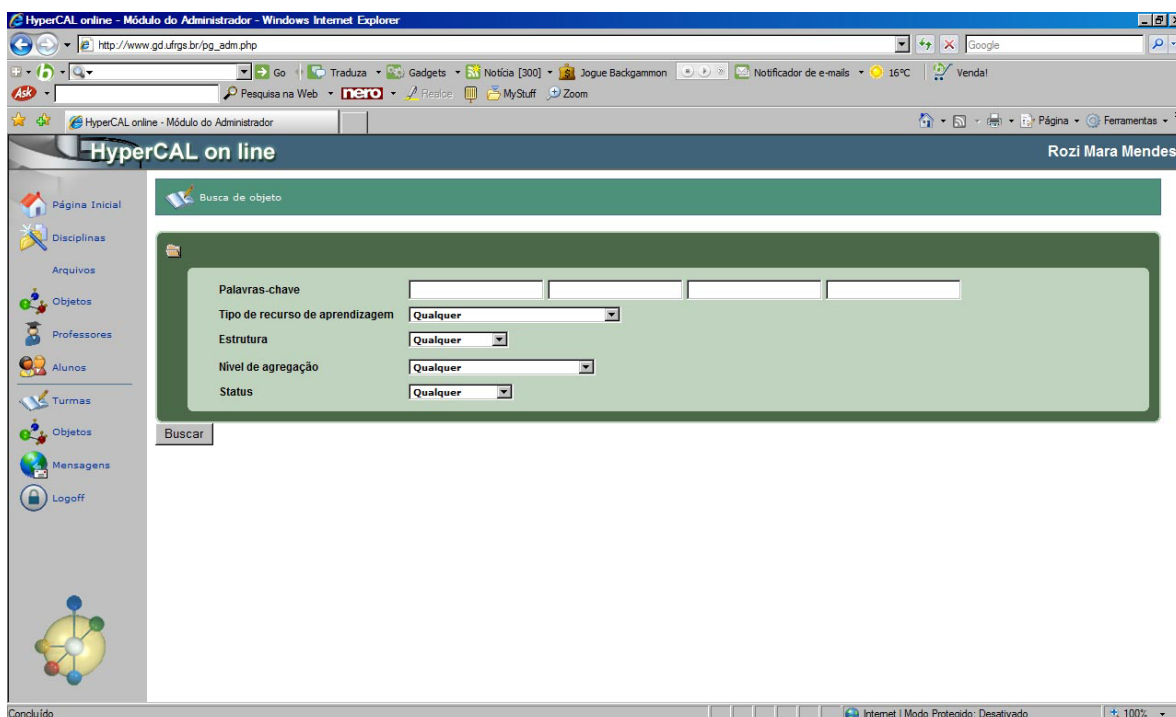 HyperCAL online - Módulo do Administrador - Windows Internet Explorer
http://www.gd.ufrgs.br/pg_adm.php Google
Go Traduza Gadgets Notícia [300] Jogue Backgammon Notificador de e-mails 16ºC Venda!
Ask Pesquisa na Web nero Realce MyStuff Zoom
HyperCAL online - Módulo do Administrador Página Ferramentas
HyperCAL on line Rozi Mara Mendes
Busca de objeto
Página Inicial
Disciplinas
Arquivos
Objetos
Professores
Alunos
Turmas
Objetos
Mensagens
Logoff
Palavras-chave
Tipo de recurso de aprendizagem Qualquer
Estrutura Qualquer
Nível de agregação Qualquer
Status Qualquer
Buscar
Concluído Internet | Modo Protegido: Desativado 100%